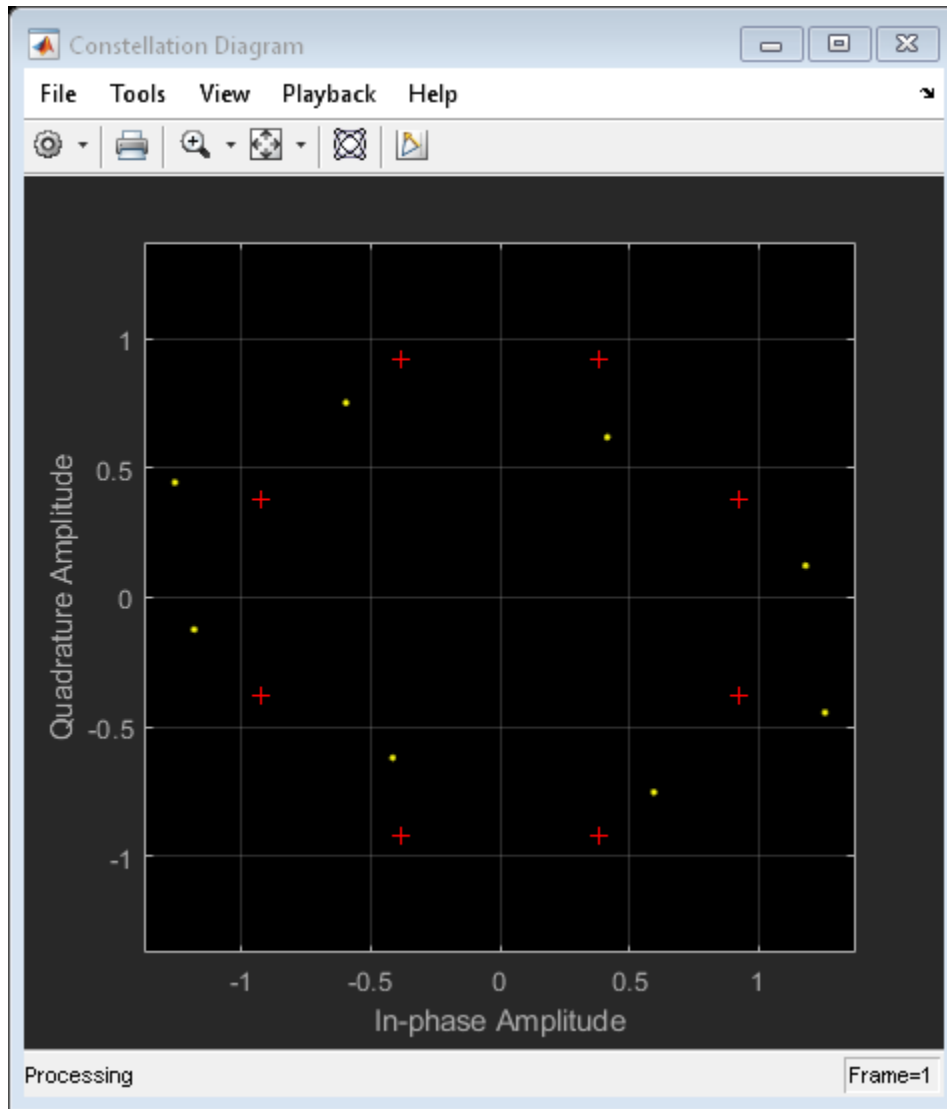 Constellation Diagram
File Tools View Playback Help
1
0.5
0
-0.5
-1
Quadrature Amplitude
-1 -0.5 0 0.5 1
In-phase Amplitude
Processing Frame=1